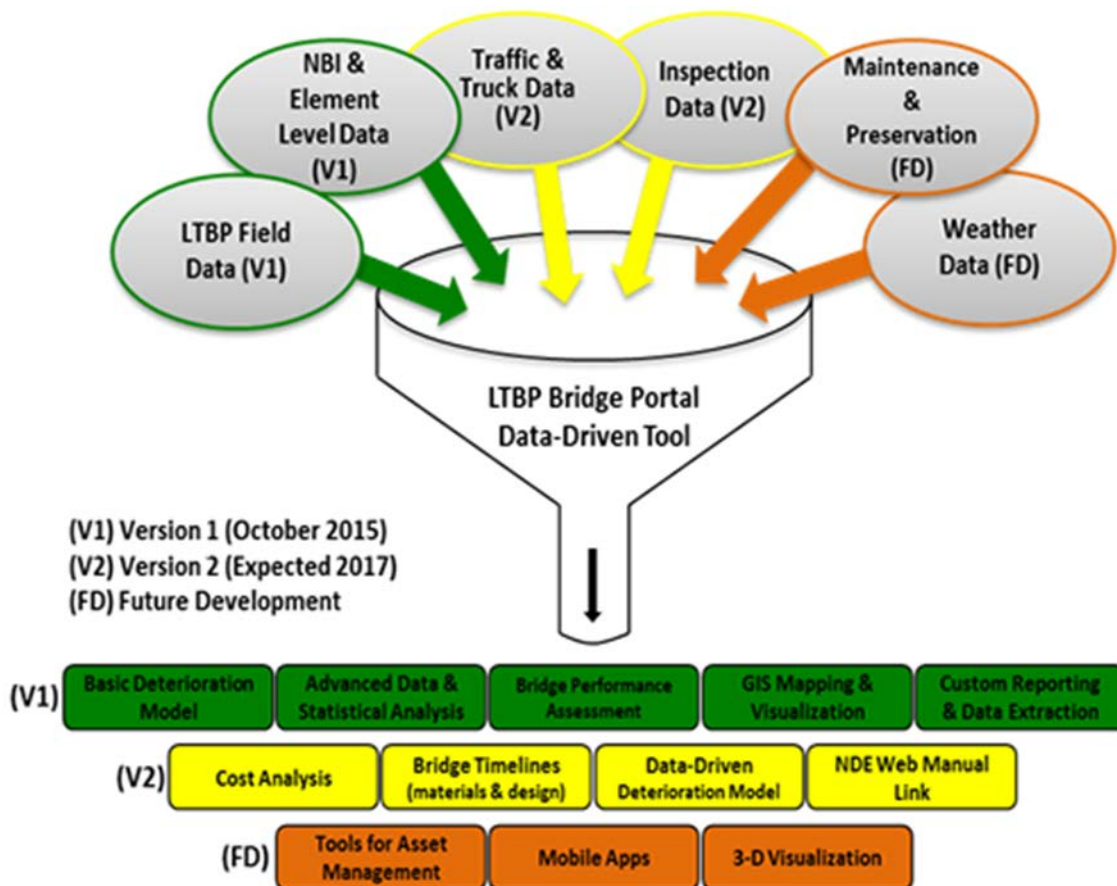 NBI &
Element
Level Data
(V1)
Traffic &
Truck Data
(V2)
Inspection
Data (V2)
Maintenance
&
Preservation
(FD)
LTBP Field
Data (V1)
Weather
Data (FD)
LTBP Bridge Portal
Data-Driven Tool
(V1) Version 1 (October 2015)
(V2) Version 2 (Expected 2017)
(FD) Future Development
(V1)
Basic Deterioration
Model
Advanced Data &
Statistical Analysis
Bridge Performance
Assessment
GIS Mapping &
Visualization
Custom Reporting
& Data Extraction
(V2)
Cost Analysis
Bridge Timelines
(materials & design)
Data-Driven
Deterioration Model
NDE Web Manual
Link
(FD)
Tools for Asset
Management
Mobile Apps
3-D Visualization